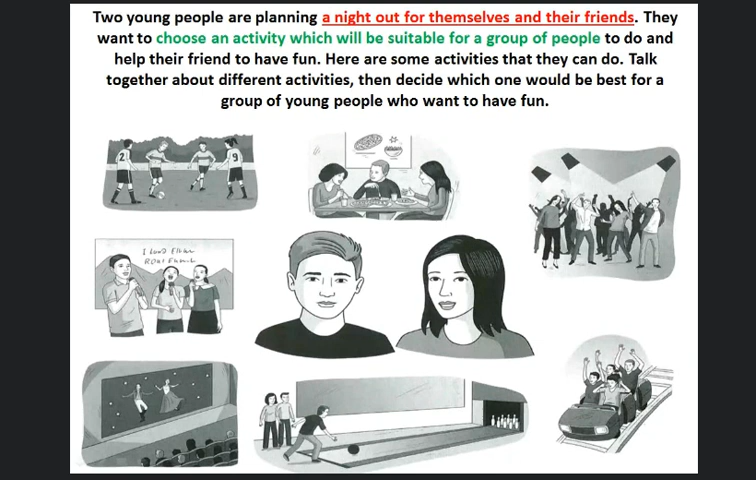 Two young people are planning a night out for themselves and their friends. They
want to choose an activity which will be suitable for a group of people to do and
help their friend to have fun. Here are some activities that they can do. Talk
together about different activities, then decide which one would be best for a
group of young people who want to have fun.
2
9